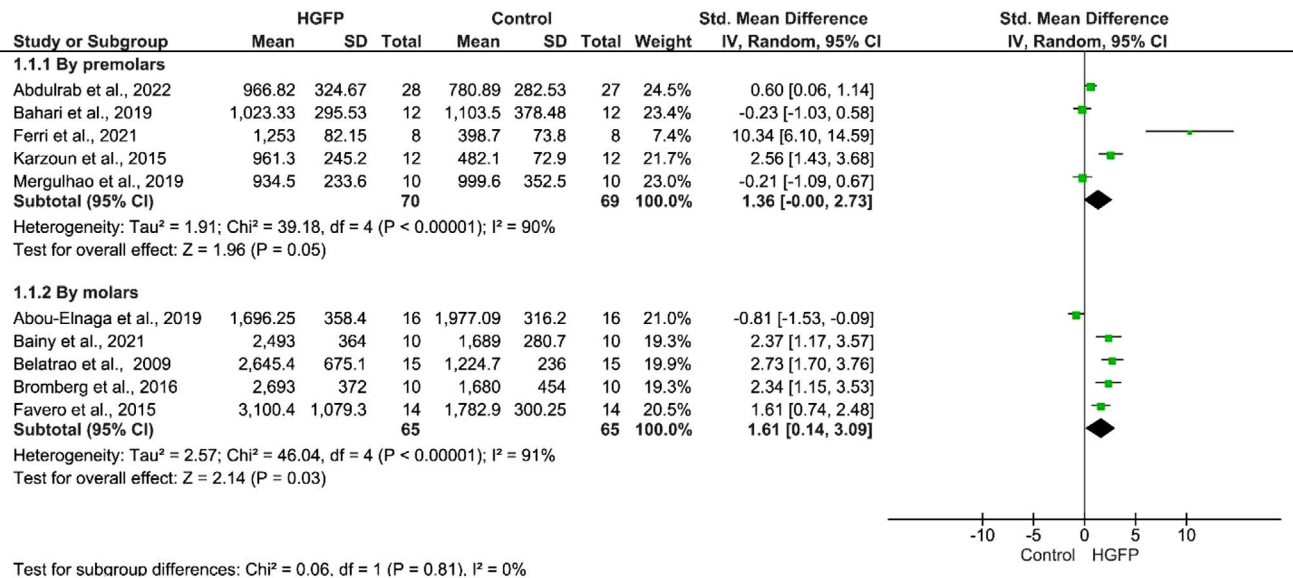 HGFP Control Std. Mean Difference Std. Mean Difference
Study or Subgroup Mean SD Total Mean SD Total Weight IV, Random, 95% CI IV, Random, 95% CI
1.1.1 By premolars
Abdulrab et al., 2022 966.82 324.67 28 780.89 282.53 27 24.5% 0.60 [0.06, 1.14]
Bahari et al., 2019 1,023.33 295.53 12 1,103.5 378.48 12 23.4% -0.23 [-1.03, 0.58]
Ferri et al., 2021 1,253 82.15 8 398.7 73.8 8 7.4% 10.34 [6.10, 14.59]
Karzoun et al., 2015 961.3 245.2 12 482.1 72.9 12 21.7% 2.56 [1.43, 3.68]
Mergulhao et al., 2019 934.5 233.6 10 999.6 352.5 10 23.0% -0.21 [-1.09, 0.67]
Subtotal (95% CI) 70 69 100.0% 1.36 [-0.00, 2.73]
Heterogeneity: Tau² = 1.91; Chi² = 39.18, df = 4 (P < 0.00001); I² = 90%
Test for overall effect: Z = 1.96 (P = 0.05)
1.1.2 By molars
Abou-Elnaga et al., 2019 1,696.25 358.4 16 1,977.09 316.2 16 21.0% -0.81 [-1.53, -0.09]
Bainy et al., 2021 2,493 364 10 1,689 280.7 10 19.3% 2.37 [1.17, 3.57]
Belatrao et al., 2009 2,645.4 675.1 15 1,224.7 236 15 19.9% 2.73 [1.70, 3.76]
Bromberg et al., 2016 2,693 372 10 1,680 454 10 19.3% 2.34 [1.15, 3.53]
Favero et al., 2015 3,100.4 1,079.3 14 1,782.9 300.25 14 20.5% 1.61 [0.74, 2.48]
Subtotal (95% CI) 65 65 100.0% 1.61 [0.14, 3.09]
Heterogeneity: Tau² = 2.57; Chi² = 46.04, df = 4 (P < 0.00001); I² = 91%
Test for overall effect: Z = 2.14 (P = 0.03)
-10 -5 0 5 10
Control HGFP
Test for subgroup differences: Chi² = 0.06, df = 1 (P = 0.81), I² = 0%